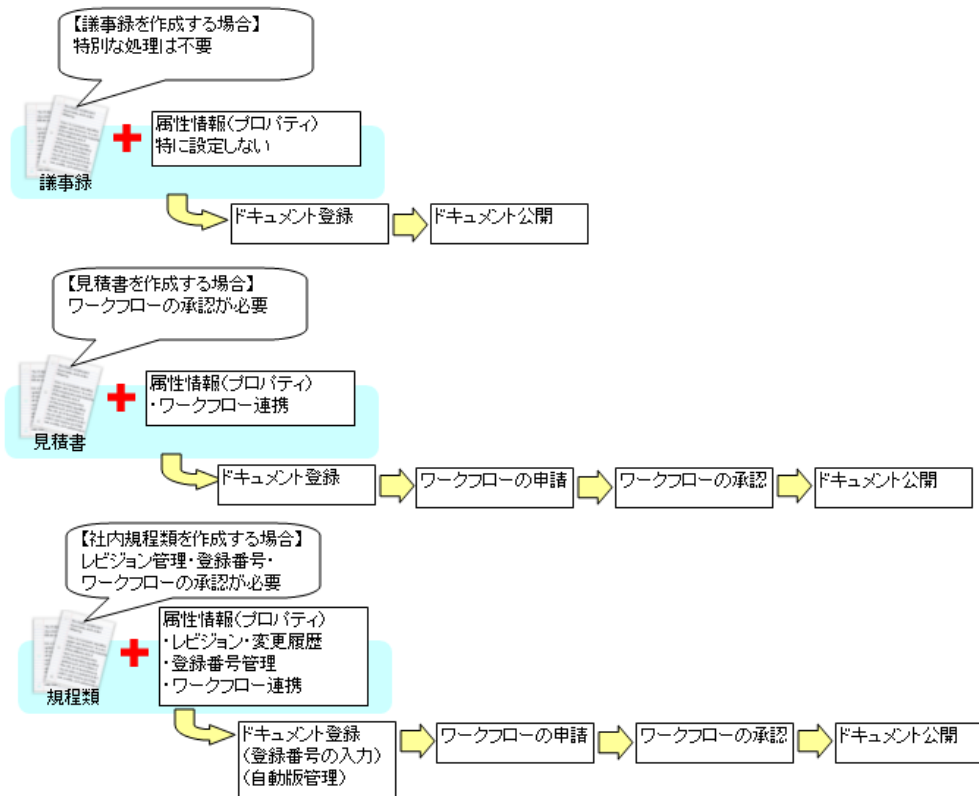 【議事録を作成する場合】
特別な処理は不要
属性情報(プロパティ)
特に設定しない
議事録
ドキュメント登録
ドキュメント公開
【見積書を作成する場合】
ワークフローの承認が必要
属性情報(プロパティ)
・ワークフロー連携
見積書
ドキュメント登録
ワークフローの申請
ワークフローの承認
ドキュメント公開
【社内規程類を作成する場合】
レビジョン管理・登録番号・
ワークフローの承認が必要
属性情報(プロパティ)
・レビジョン・変更履歴
・登録番号管理
・ワークフロー連携
規程類
ドキュメント登録
(登録番号の入力)
(自動版管理)
ワークフローの申請
ワークフローの承認
ドキュメント公開